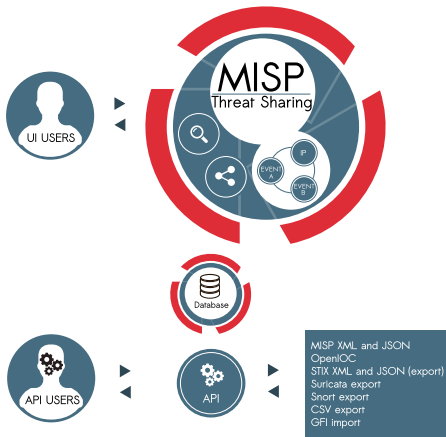 MISP
Threat Sharing
UI USERS
IP
EVENT
A
EVENT
B
Database
MISP XML and JSON
OpenIOC
STIX XML and JSON (export)
Suricata export
Snort export
CSV export
GFI import
API USERS
API